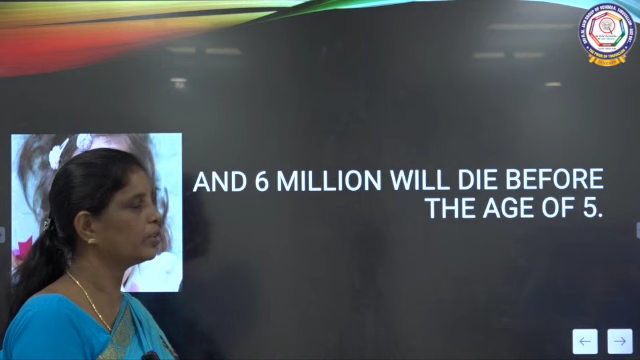 AND 6 MILLION WILL DIE BEFORE
THE AGE OF 5.